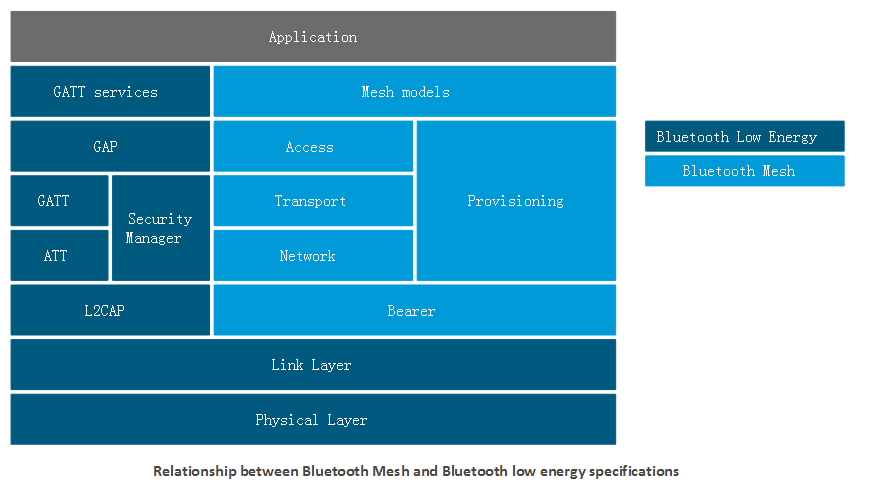 Application
GATT services
Mesh models
GAP
Access
Bluetooth Low Energy
Bluetooth Mesh
GATT
Security
Manager
Transport
Provisioning
ATT
Network
L2CAP
Bearer
Link Layer
Physical Layer
Relationship between Bluetooth Mesh and Bluetooth low energy specifications